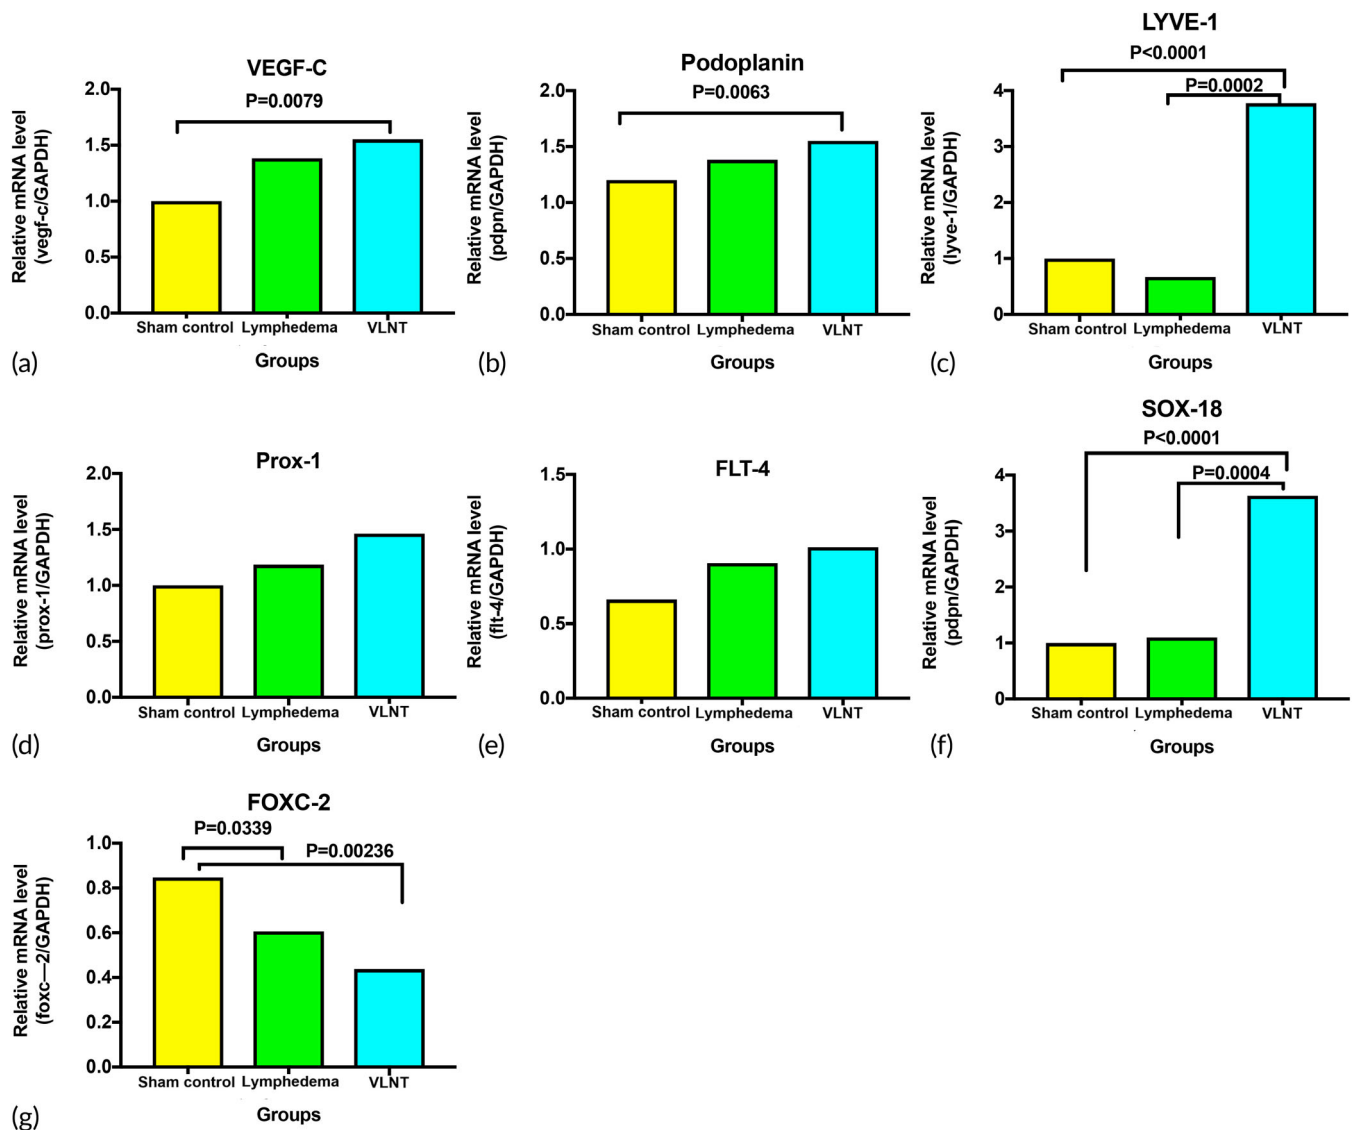 VEGF-C
P=0.0079
Relative mRNA level
(vegf-c/GAPDH)
2.0
1.5
1.0
0.5
0.0
Sham control Lymphedema VLNT
Groups
(a)
Podoplanin
P=0.0063
Relative mRNA level
(pdpn/GAPDH)
2.0
1.5
1.0
0.5
0.0
Sham control Lymphedema VLNT
Groups
(b)
LYVE-1
P<0.0001
P=0.0002
Relative mRNA level
(lyve-1/GAPDH)
4
3
2
1
0
Sham control Lymphedema VLNT
Groups
(c)
Prox-1
Relative mRNA level
(prox-1/GAPDH)
2.0
1.5
1.0
0.5
0.0
Sham control Lymphedema VLNT
Groups
(d)
FLT-4
Relative mRNA level
(flt-4/GAPDH)
1.5
1.0
0.5
0.0
Sham control Lymphedema VLNT
Groups
(e)
SOX-18
P<0.0001
P=0.0004
Relative mRNA level
(pdpn/GAPDH)
4
3
2
1
0
Sham control Lymphedema VLNT
Groups
(f)
FOXC-2
P=0.0339
P=0.00236
Relative mRNA level
(foxc—2/GAPDH)
1.0
0.8
0.6
0.4
0.2
0.0
Sham control Lymphedema VLNT
Groups
(g)